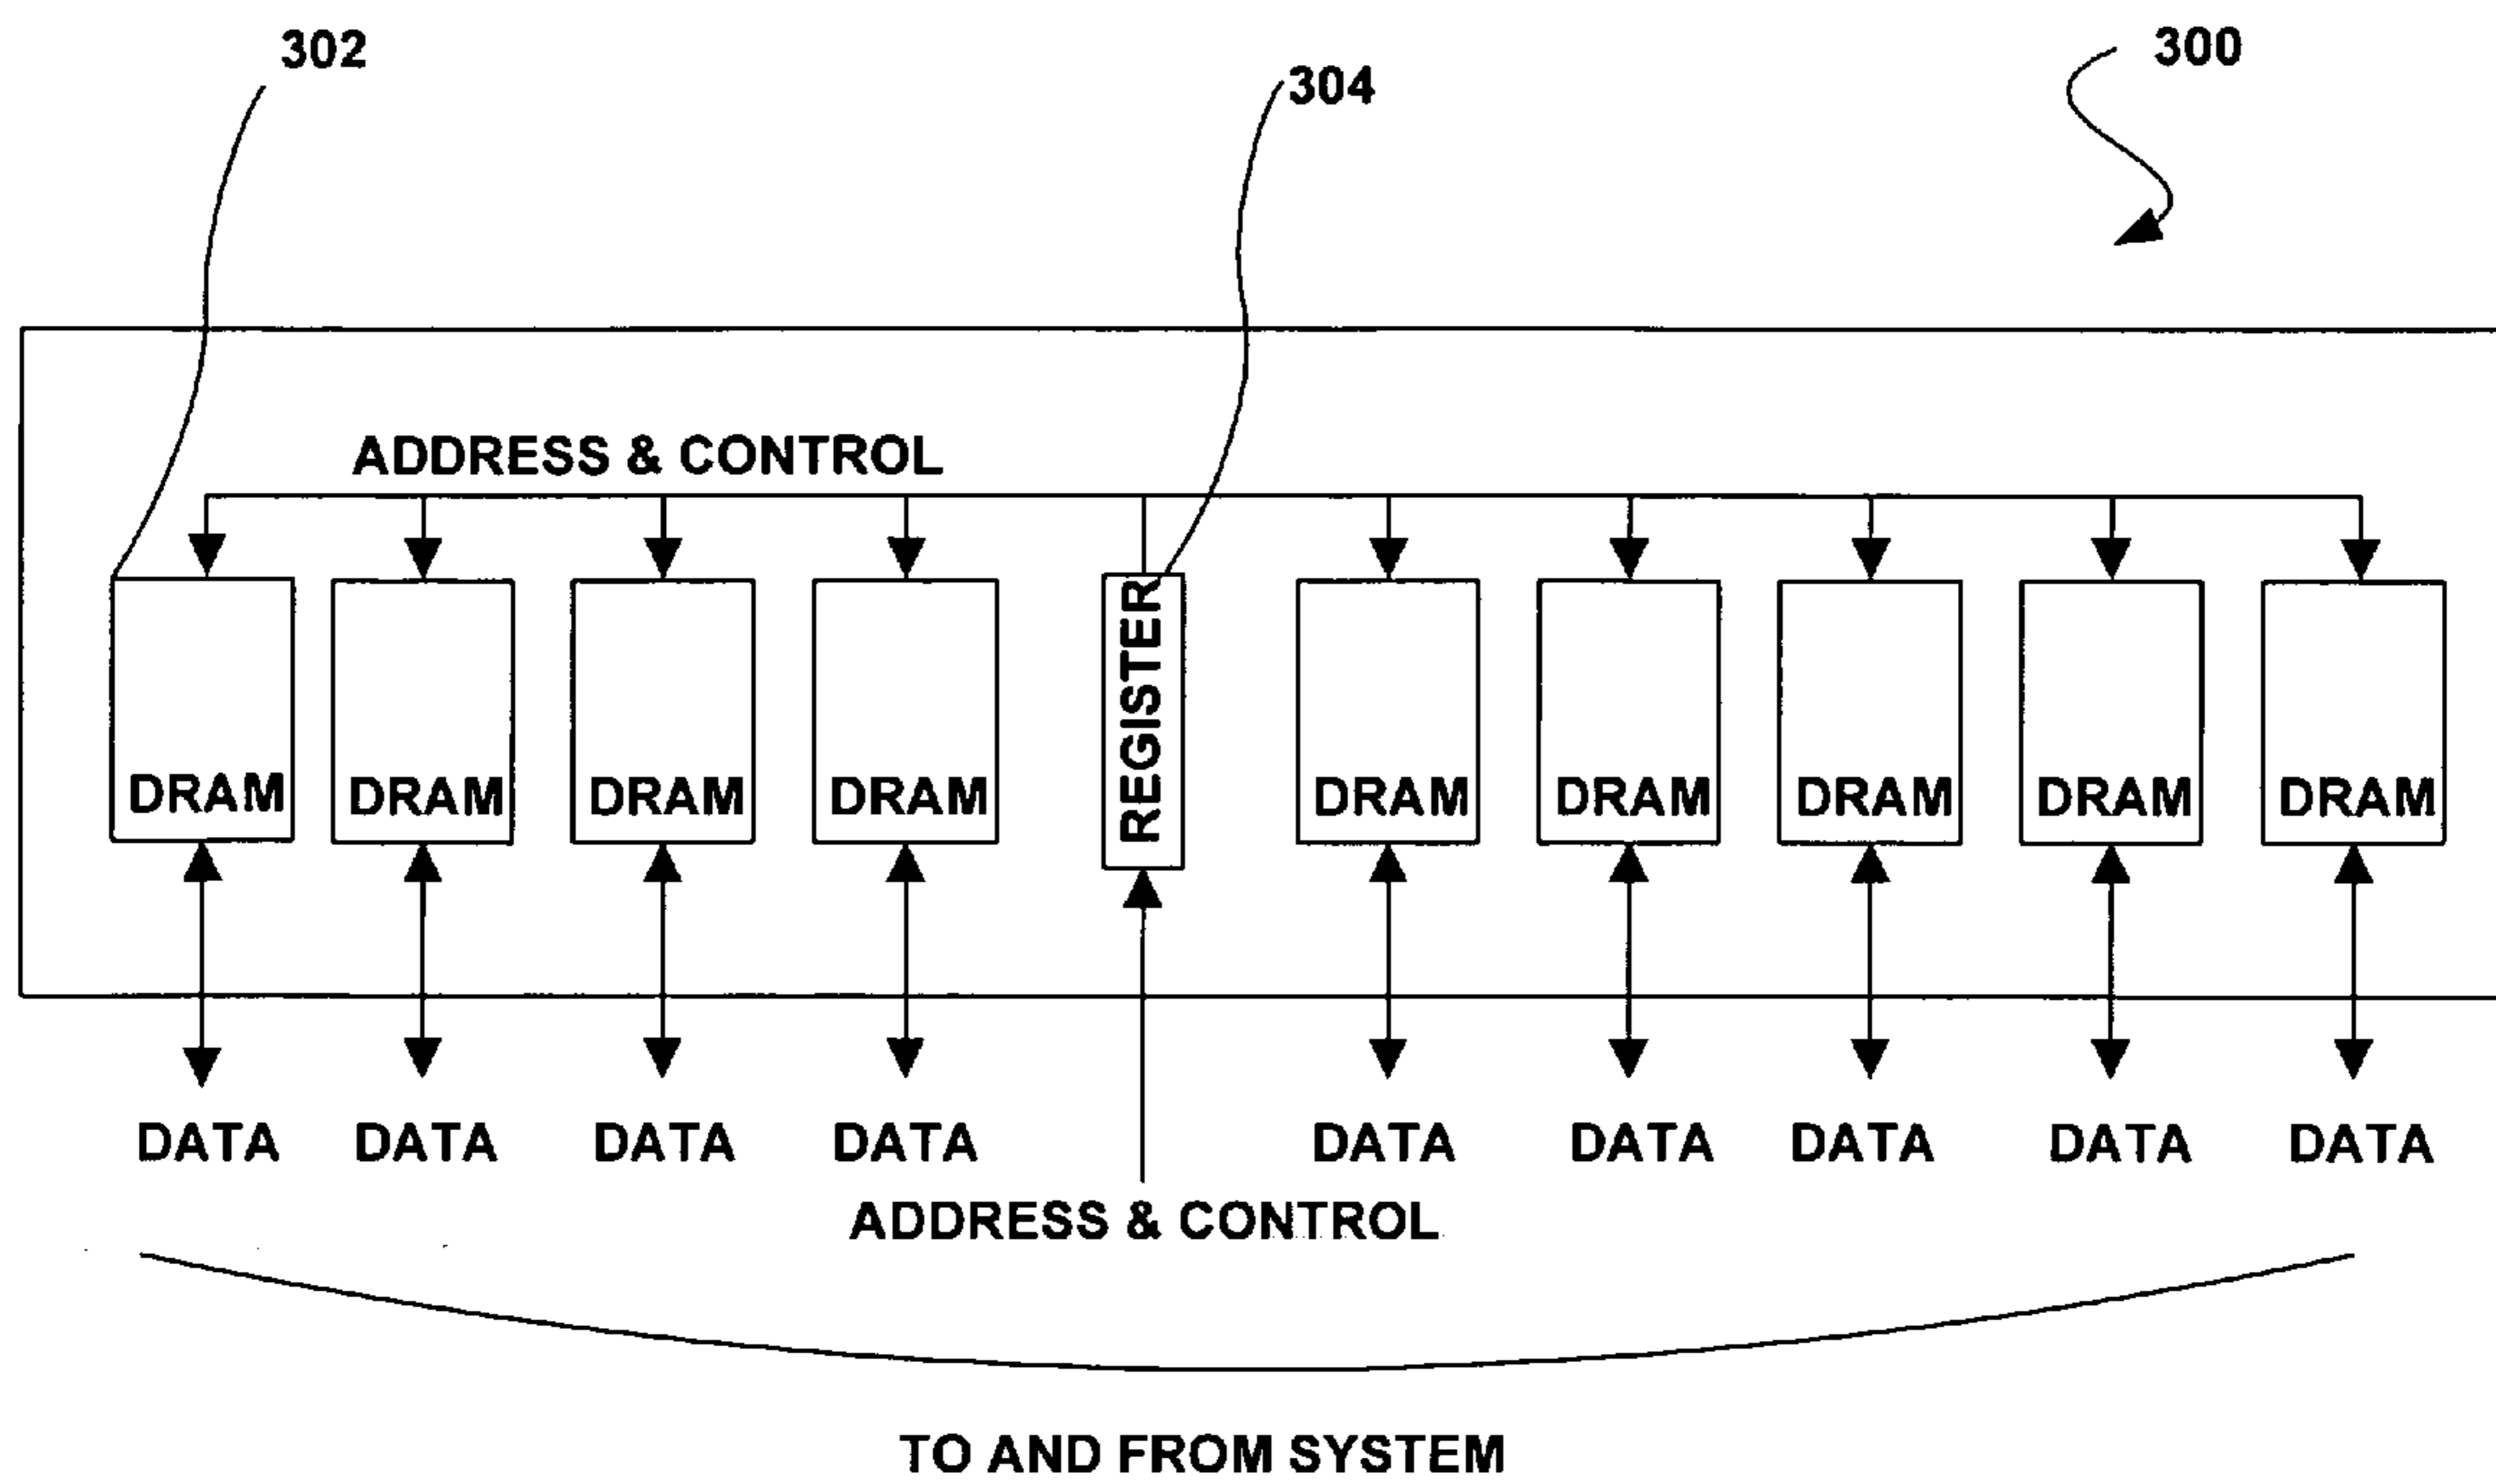 302
304
300
ADDRESS & CONTROL
REGISTER
DRAM DRAM DRAM DRAM DRAM DRAM DRAM DRAM DRAM
DATA DATA DATA DATA DATA DATA DATA DATA DATA
ADDRESS & CONTROL
TO AND FROM SYSTEM